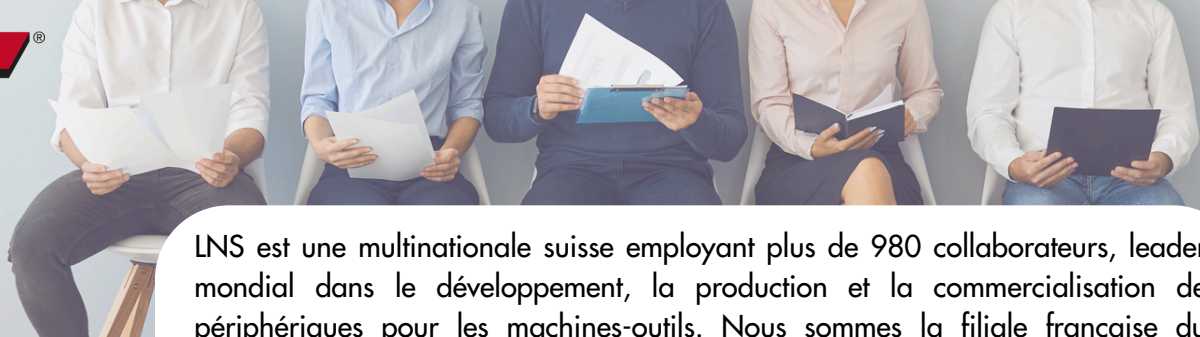 ®
LNS est une multinationale suisse employant plus de 980 collaborateurs, leader
mondial dans le développement, la production et la commercialisation de
périphériques pour les machines-outils. Nous sommes la filiale française du